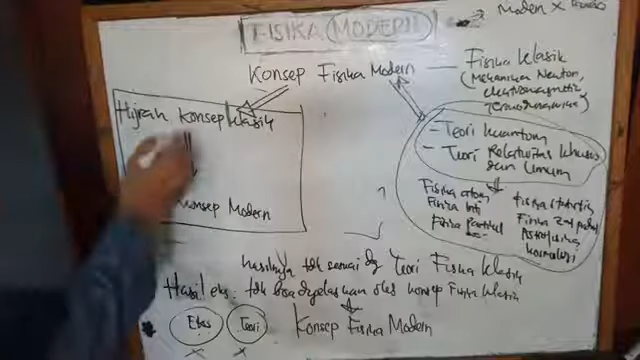 Modern X
FISIKA MODERN
Konsep Fisika Modern — Fisika Klasik
(Mekanika Newton,
elektromagnetik
Termodinamika)
Hijrah Konsep Klasik
Konsep Modern
- Teori kuantum
- Teori Relativitas khusus
dan Umum
Fisika atom
Fisika Inti
Fisika Partikel
Fisika statistik
Fisika Zat padat
Astrofisika
kosmologi
hasilnya tdk sesuai dg Teori Fisika Klasik
Hasil eks: tdk bisa dijelaskan oleh konsep Fisika Klasik
Eks Teori Konsep Fisika Modern
X X